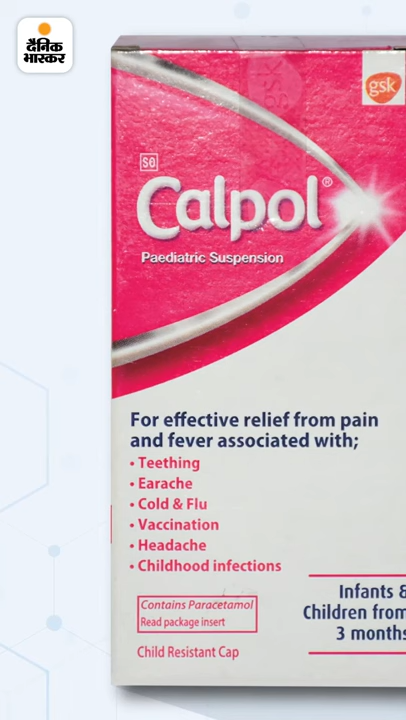 दैनिक
भास्कर
gsk
SG
Calpol®
Paediatric Suspension
For effective relief from pain
and fever associated with;
• Teething
• Earache
• Cold & Flu
• Vaccination
• Headache
• Childhood infections
Infants &
Children from
3 months
Contains Paracetamol
Read package insert
Child Resistant Cap